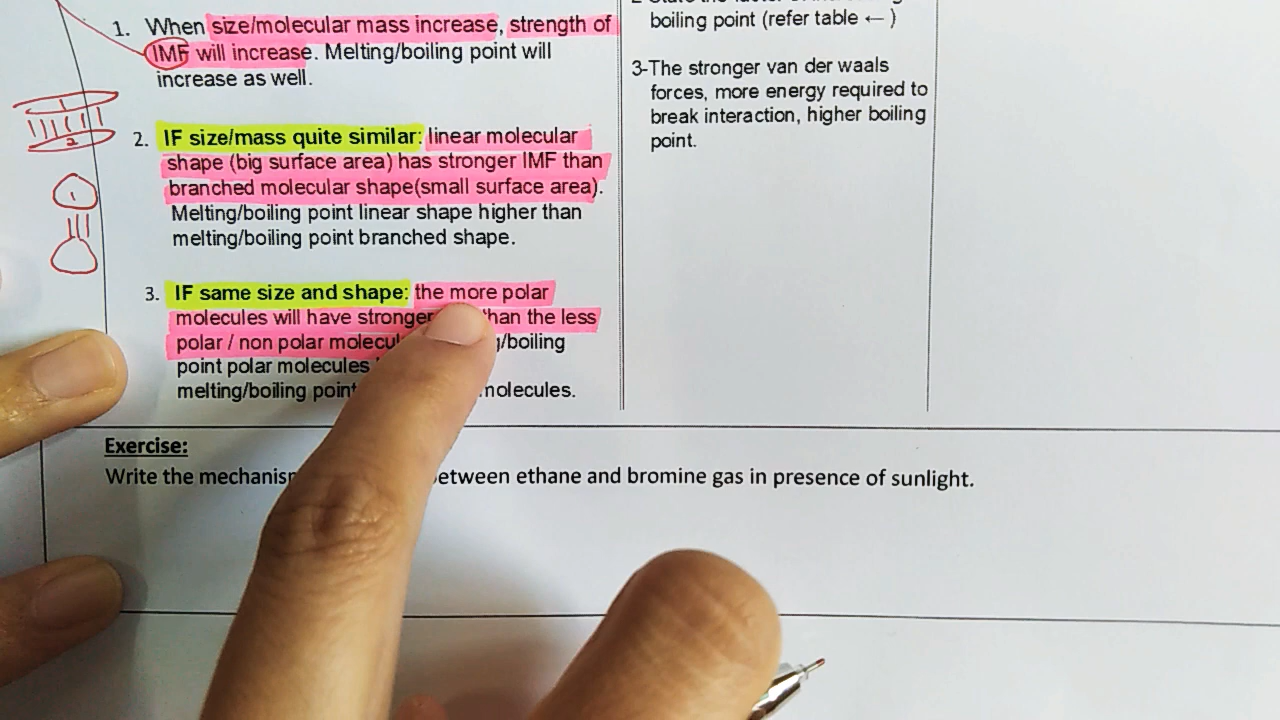 1. When size/molecular mass increase, strength of
IMF will increase. Melting/boiling point will
increase as well.
2. IF size/mass quite similar: linear molecular
shape (big surface area) has stronger IMF than
branched molecular shape(small surface area).
Melting/boiling point linear shape higher than
melting/boiling point branched shape.
3. IF same size and shape: the more polar
molecules will have stronger than the less
polar / non polar /boiling
point polar molecules
melting/boiling point molecules.
1
2
1
boiling point (refer table ← )
3-The stronger van der waals
forces, more energy required to
break interaction, higher boiling
point.
Exercise:
Write the between ethane and bromine gas in presence of sunlight.